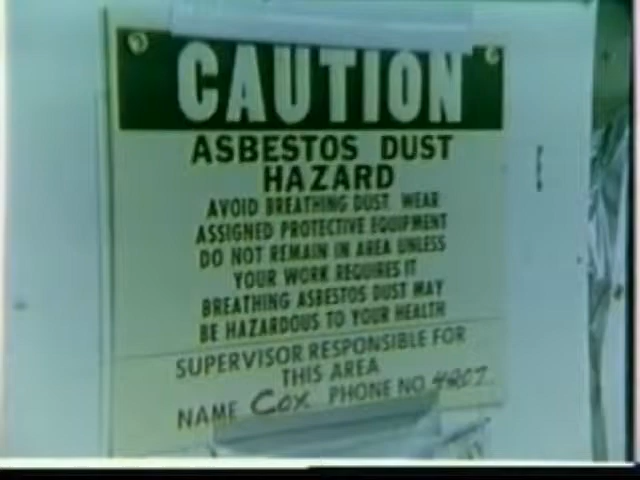 CAUTION
ASBESTOS DUST
HAZARD
AVOID BREATHING DUST WEAR
ASSIGNED PROTECTIVE EQUIPMENT
DO NOT REMAIN IN AREA UNLESS
YOUR WORK REQUIRES IT
BREATHING ASBESTOS DUST MAY
BE HAZARDOUS TO YOUR HEALTH
SUPERVISOR RESPONSIBLE FOR
THIS AREA
NAME Cox PHONE NO 4207